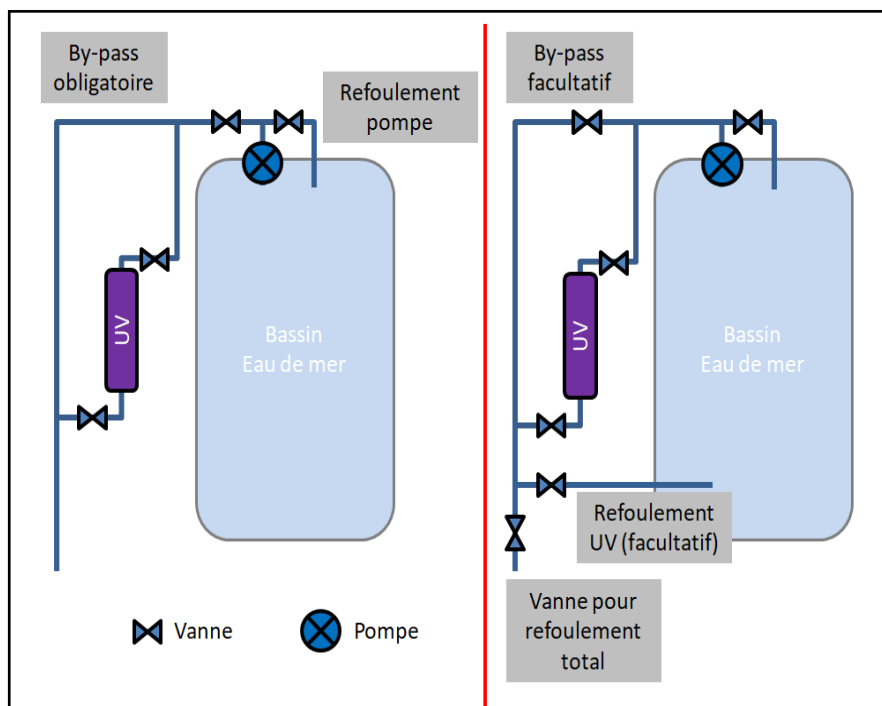 By-pass
obligatoire
Refoulement
pompe
UV
Bassin
Eau de mer
Vanne
Pompe
By-pass
facultatif
UV
Bassin
Eau de mer
Refoulement
UV (facultatif)
Vanne pour
refoulement
total